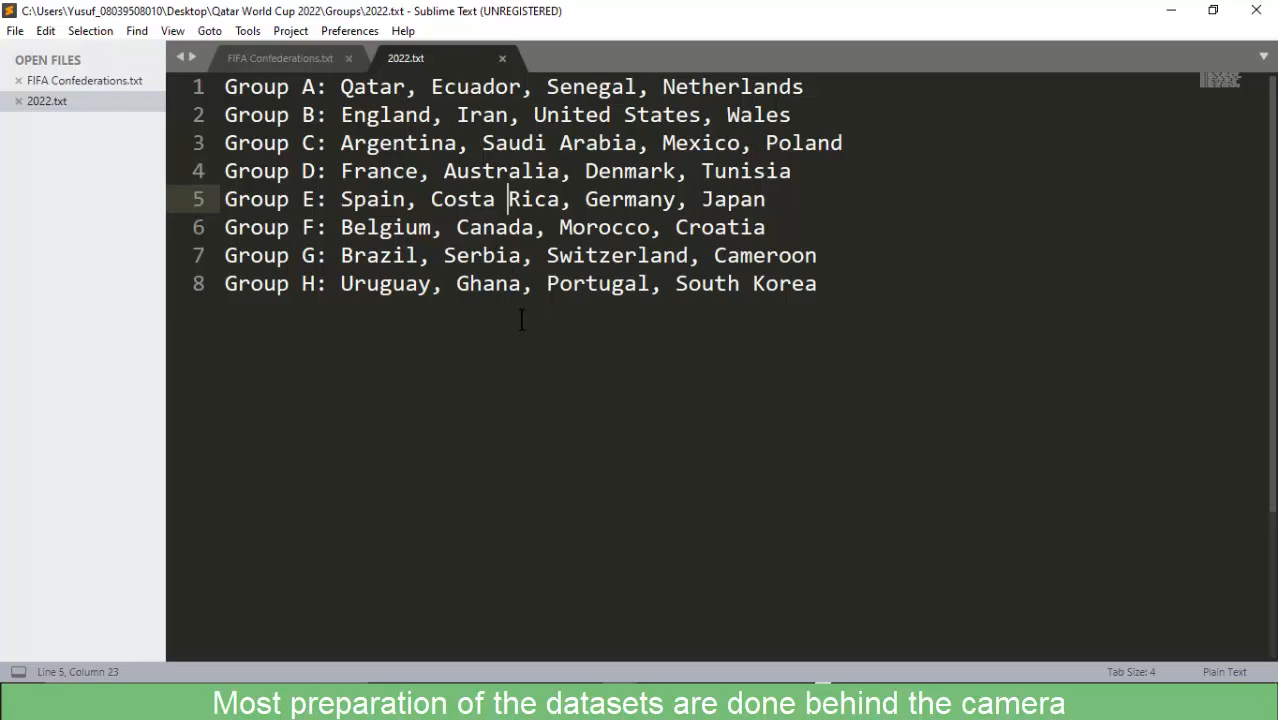 C:\Users\Yusuf_08039508010\Desktop\Qatar World Cup 2022\Groups\2022.txt - Sublime Text (UNREGISTERED)
File Edit Selection Find View Goto Tools Project Preferences Help
OPEN FILES
FIFA Confederations.txt
2022.txt
FIFA Confederations.txt 2022.txt
1 Group A: Qatar, Ecuador, Senegal, Netherlands
2 Group B: England, Iran, United States, Wales
3 Group C: Argentina, Saudi Arabia, Mexico, Poland
4 Group D: France, Australia, Denmark, Tunisia
5 Group E: Spain, Costa Rica, Germany, Japan
6 Group F: Belgium, Canada, Morocco, Croatia
7 Group G: Brazil, Serbia, Switzerland, Cameroon
8 Group H: Uruguay, Ghana, Portugal, South Korea
Line 5, Column 23 Tab Size: 4 Plain Text
Most preparation of the datasets are done behind the camera